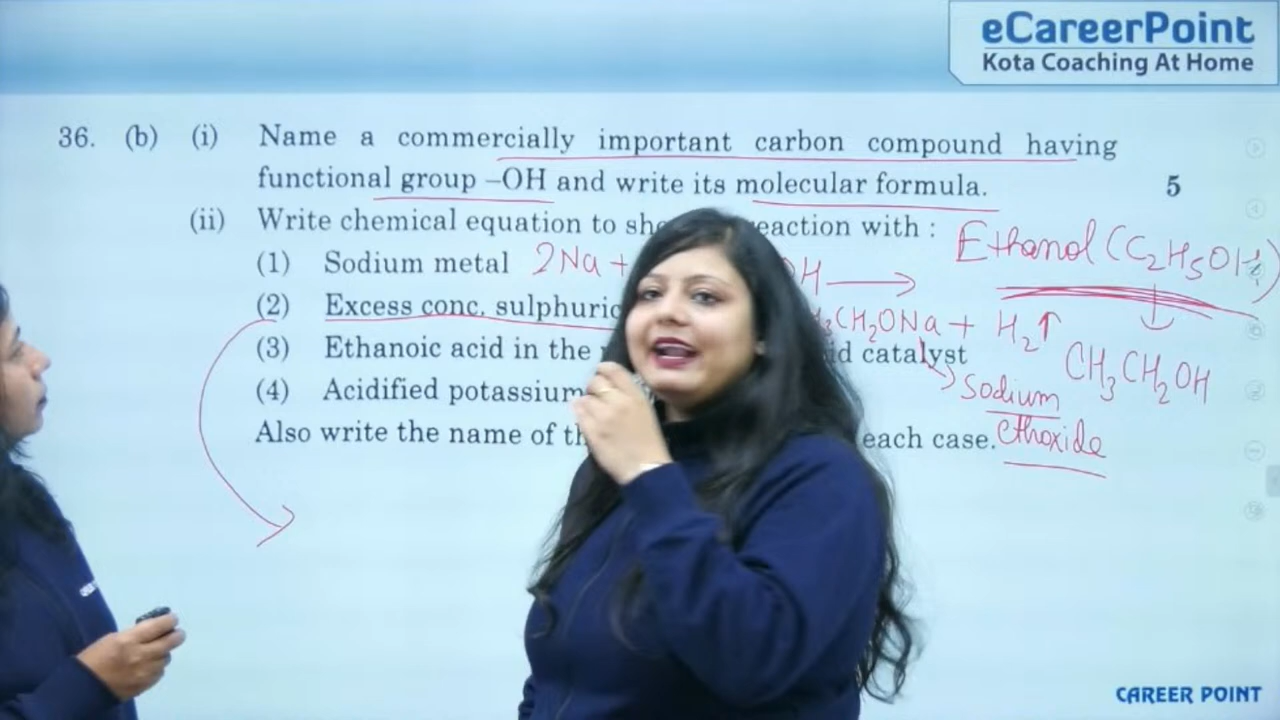 eCareerPoint
Kota Coaching At Home
36. (b) (i) Name a commercially important carbon compound having
functional group –OH and write its molecular formula. 5
(ii) Write chemical equation to reaction with :
Ethanol (C2H5OH)
(1) Sodium metal 2Na +
(2) Excess conc. sulphuric
CH2ONa + H2↑
CH3CH2OH
(3) Ethanoic acid in the catalyst
Sodium
ethoxide
(4) Acidified potassium
Also write the name of each case.
CAREER POINT